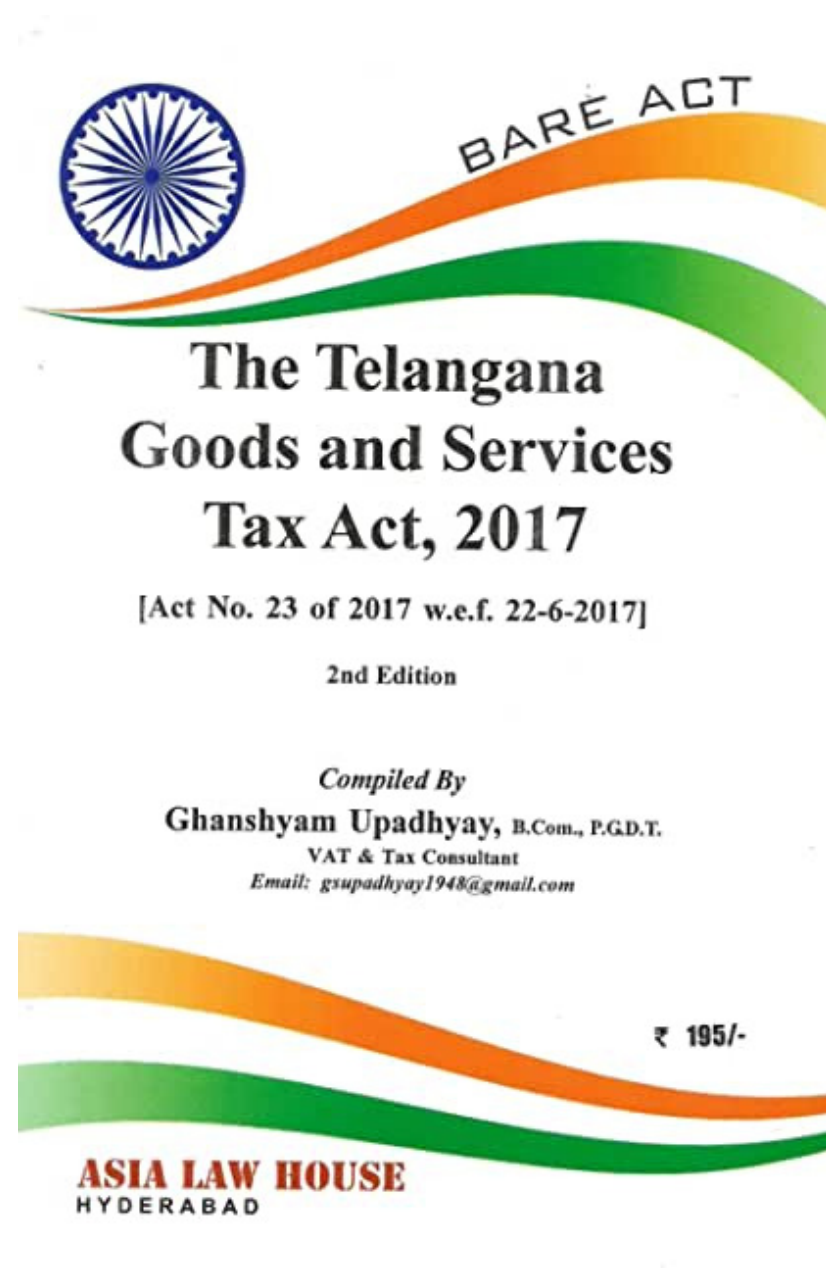 BARE ACT
The Telangana
Goods and Services
Tax Act, 2017
[Act No. 23 of 2017 w.e.f. 22-6-2017]
2nd Edition
Compiled By
Ghanshyam Upadhyay, B.Com., P.G.D.T.
VAT & Tax Consultant
Email: gsupadhyay1948@gmail.com
₹ 195/-
ASIA LAW HOUSE
HYDERABAD